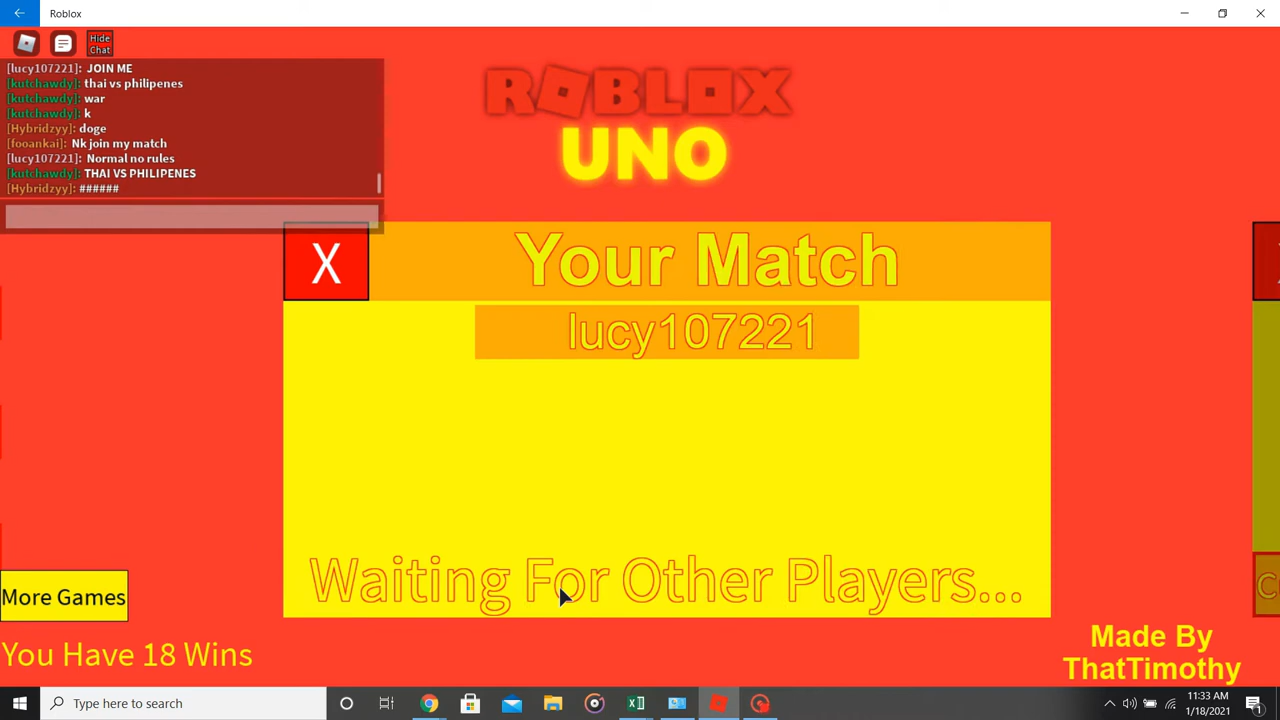 Roblox
Hide
Chat
[lucy107221]: JOIN ME
[kutchawdy]: thai vs philipenes
[kutchawdy]: war
[kutchawdy]: k
[Hybridzyy]: doge
[fooankai]: Nk join my match
[lucy107221]: Normal no rules
[kutchawdy]: THAI VS PHILIPENES
[Hybridzyy]: ######
ROBLOX
UNO
X
Your Match
lucy107221
Waiting For Other Players...
More Games
You Have 18 Wins
Made By
ThatTimothy
Type here to search
11:33 AM
1/18/2021
1